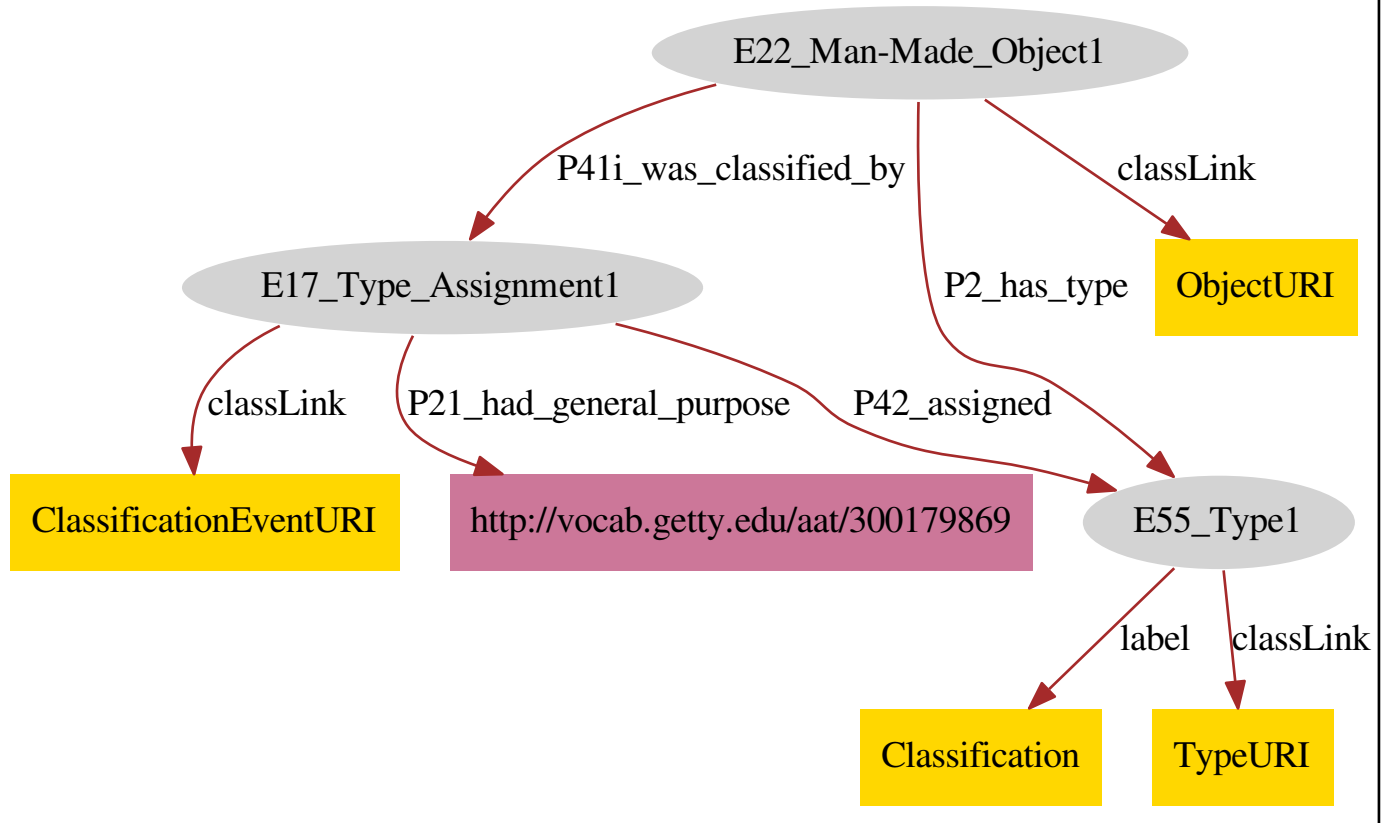 E22_Man-Made_Object1
P41i_was_classified_by
classLink
E17_Type_Assignment1
P2_has_type
ObjectURI
classLink
P21_had_general_purpose
P42_assigned
ClassificationEventURI
http://vocab.getty.edu/aat/300179869
E55_Type1
label
classLink
Classification
TypeURI